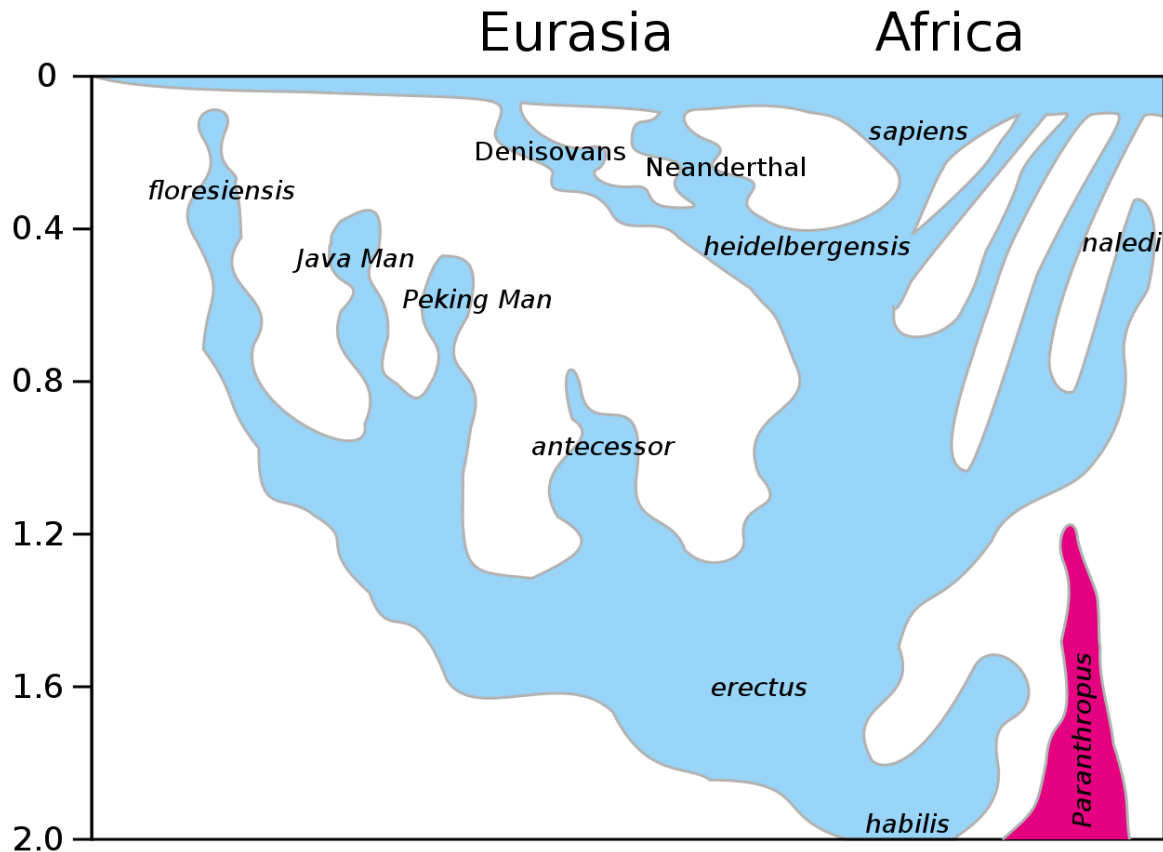 Eurasia Africa
0
sapiens
Denisovans
Neanderthal
floresiensis
0.4
heidelbergensis
naledi
Java Man
Peking Man
0.8
antecessor
1.2
1.6
erectus
Paranthropus
habilis
2.0